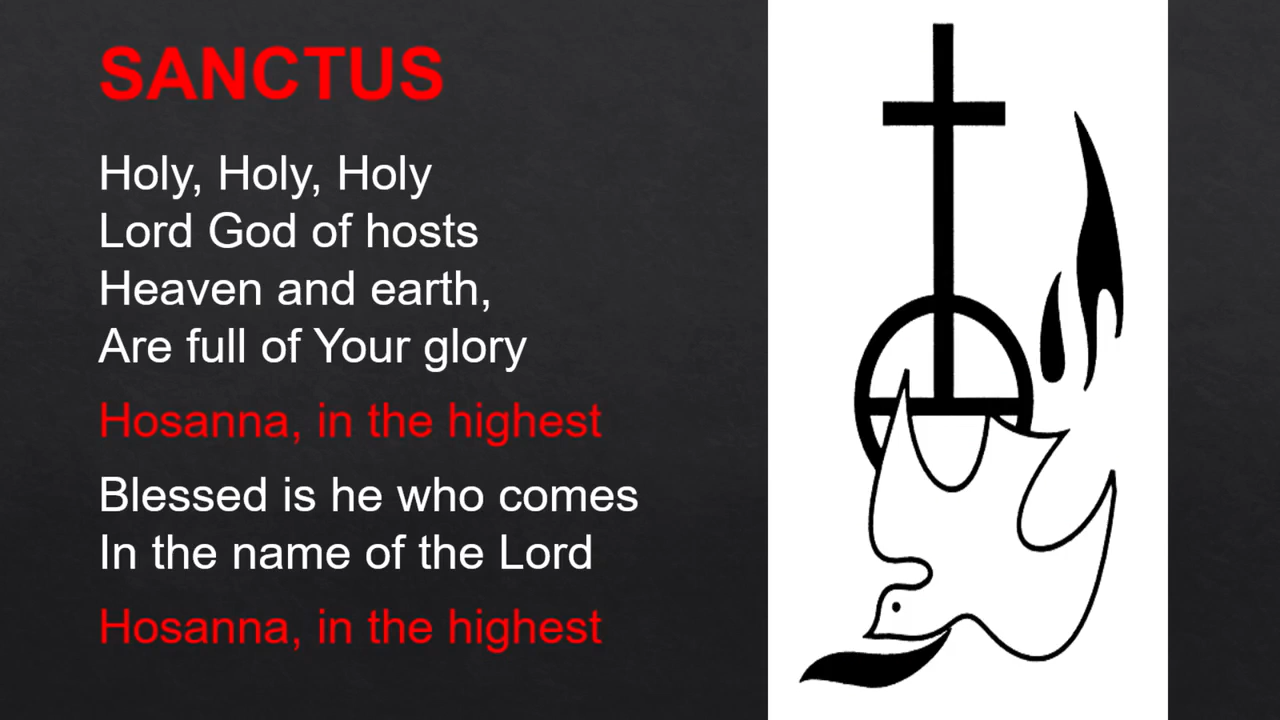 SANCTUS
Holy, Holy, Holy
Lord God of hosts
Heaven and earth,
Are full of Your glory
Hosanna, in the highest
Blessed is he who comes
In the name of the Lord
Hosanna, in the highest